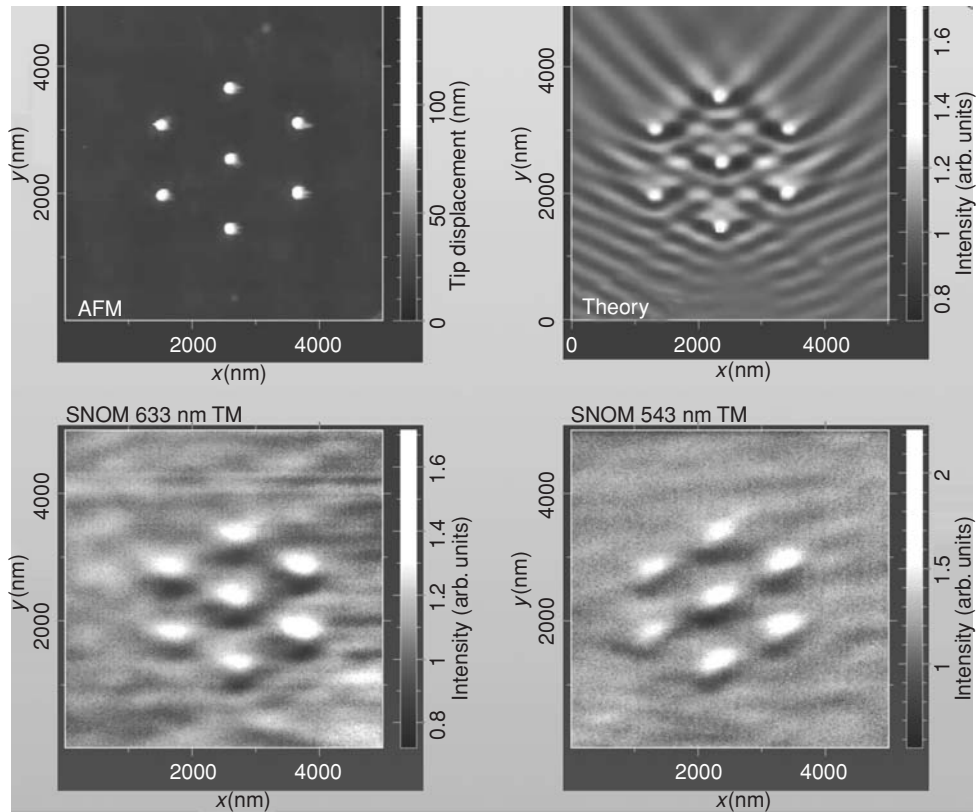 4000
2000
y(nm)
AFM
2000
4000
x(nm)
100
50
0
Tip displacement (nm)
4000
2000
0
y(nm)
Theory
0
2000
4000
x(nm)
1.6
1.4
1.2
1
0.8
Intensity (arb. units)
SNOM 633 nm TM
4000
2000
y(nm)
2000
4000
x(nm)
1.6
1.4
1.2
1
0.8
Intensity (arb. units)
SNOM 543 nm TM
4000
2000
y(nm)
2000
4000
x(nm)
2
1.5
1
Intensity (arb. units)